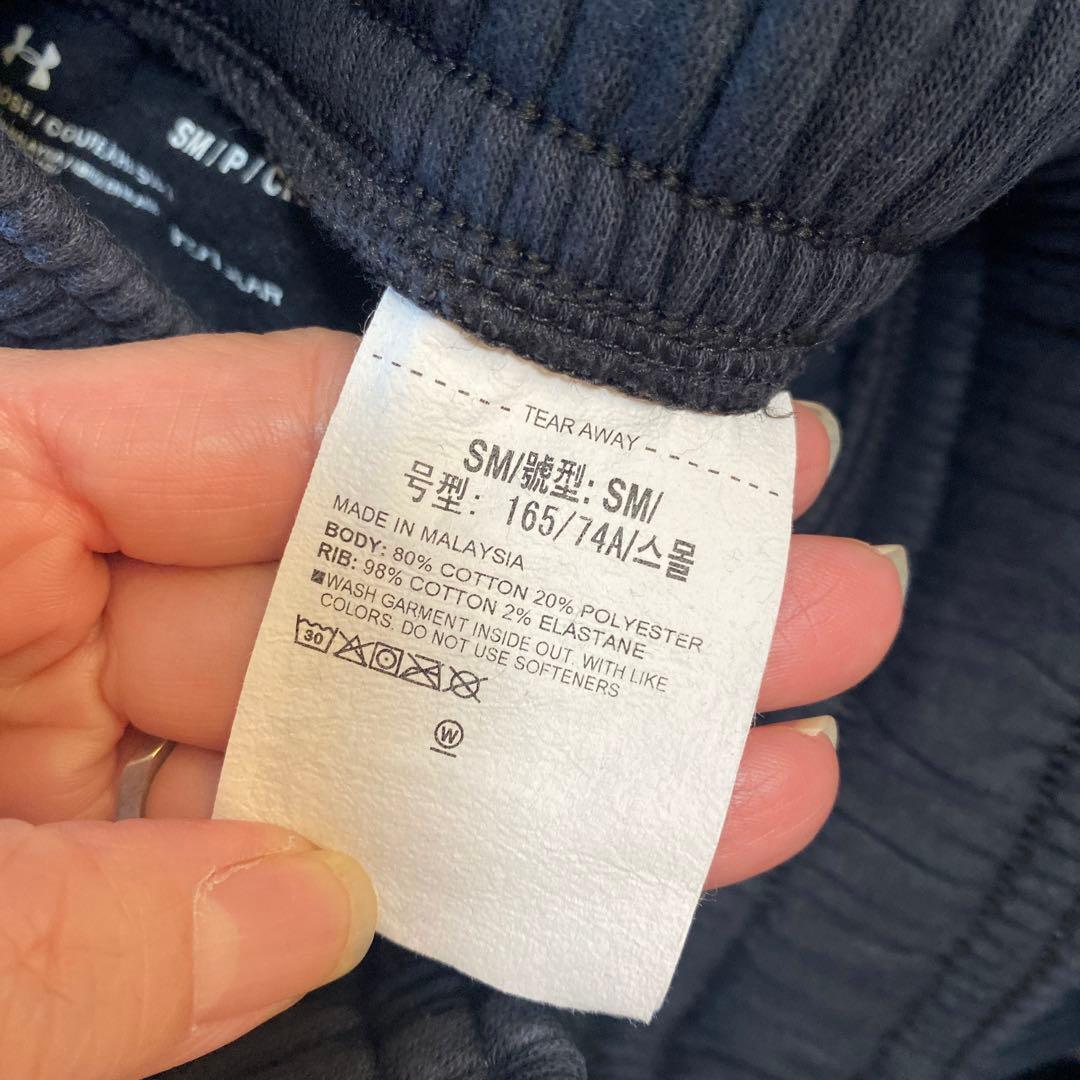 SM/P/C
TEAR AWAY
SM/號型: SM/
号型: 165/74A/스몰
MADE IN MALAYSIA
BODY: 80% COTTON 20% POLYESTER
RIB: 98% COTTON 2% ELASTANE
WASH GARMENT INSIDE OUT. WITH LIKE
COLORS. DO NOT USE SOFTENERS
30
W